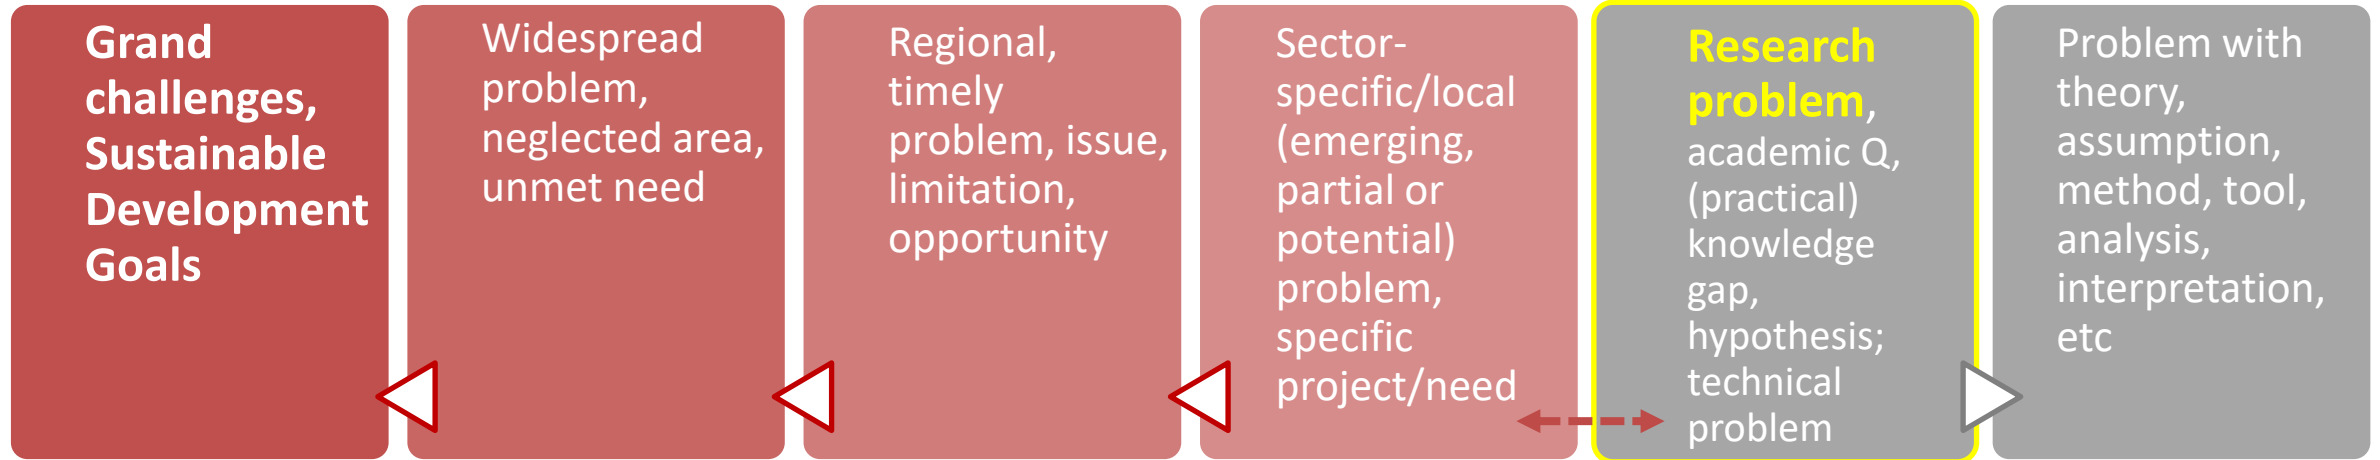 Grand
challenges,
Sustainable
Development
Goals
Widespread
problem,
neglected area,
unmet need
Regional,
timely
problem, issue,
limitation,
opportunity
Sector-
specific/local
(emerging,
partial or
potential)
problem,
specific
project/need
Research
problem,
academic Q,
(practical)
knowledge
gap,
hypothesis;
technical
problem
Problem with
theory,
assumption,
method, tool,
analysis,
interpretation,
etc